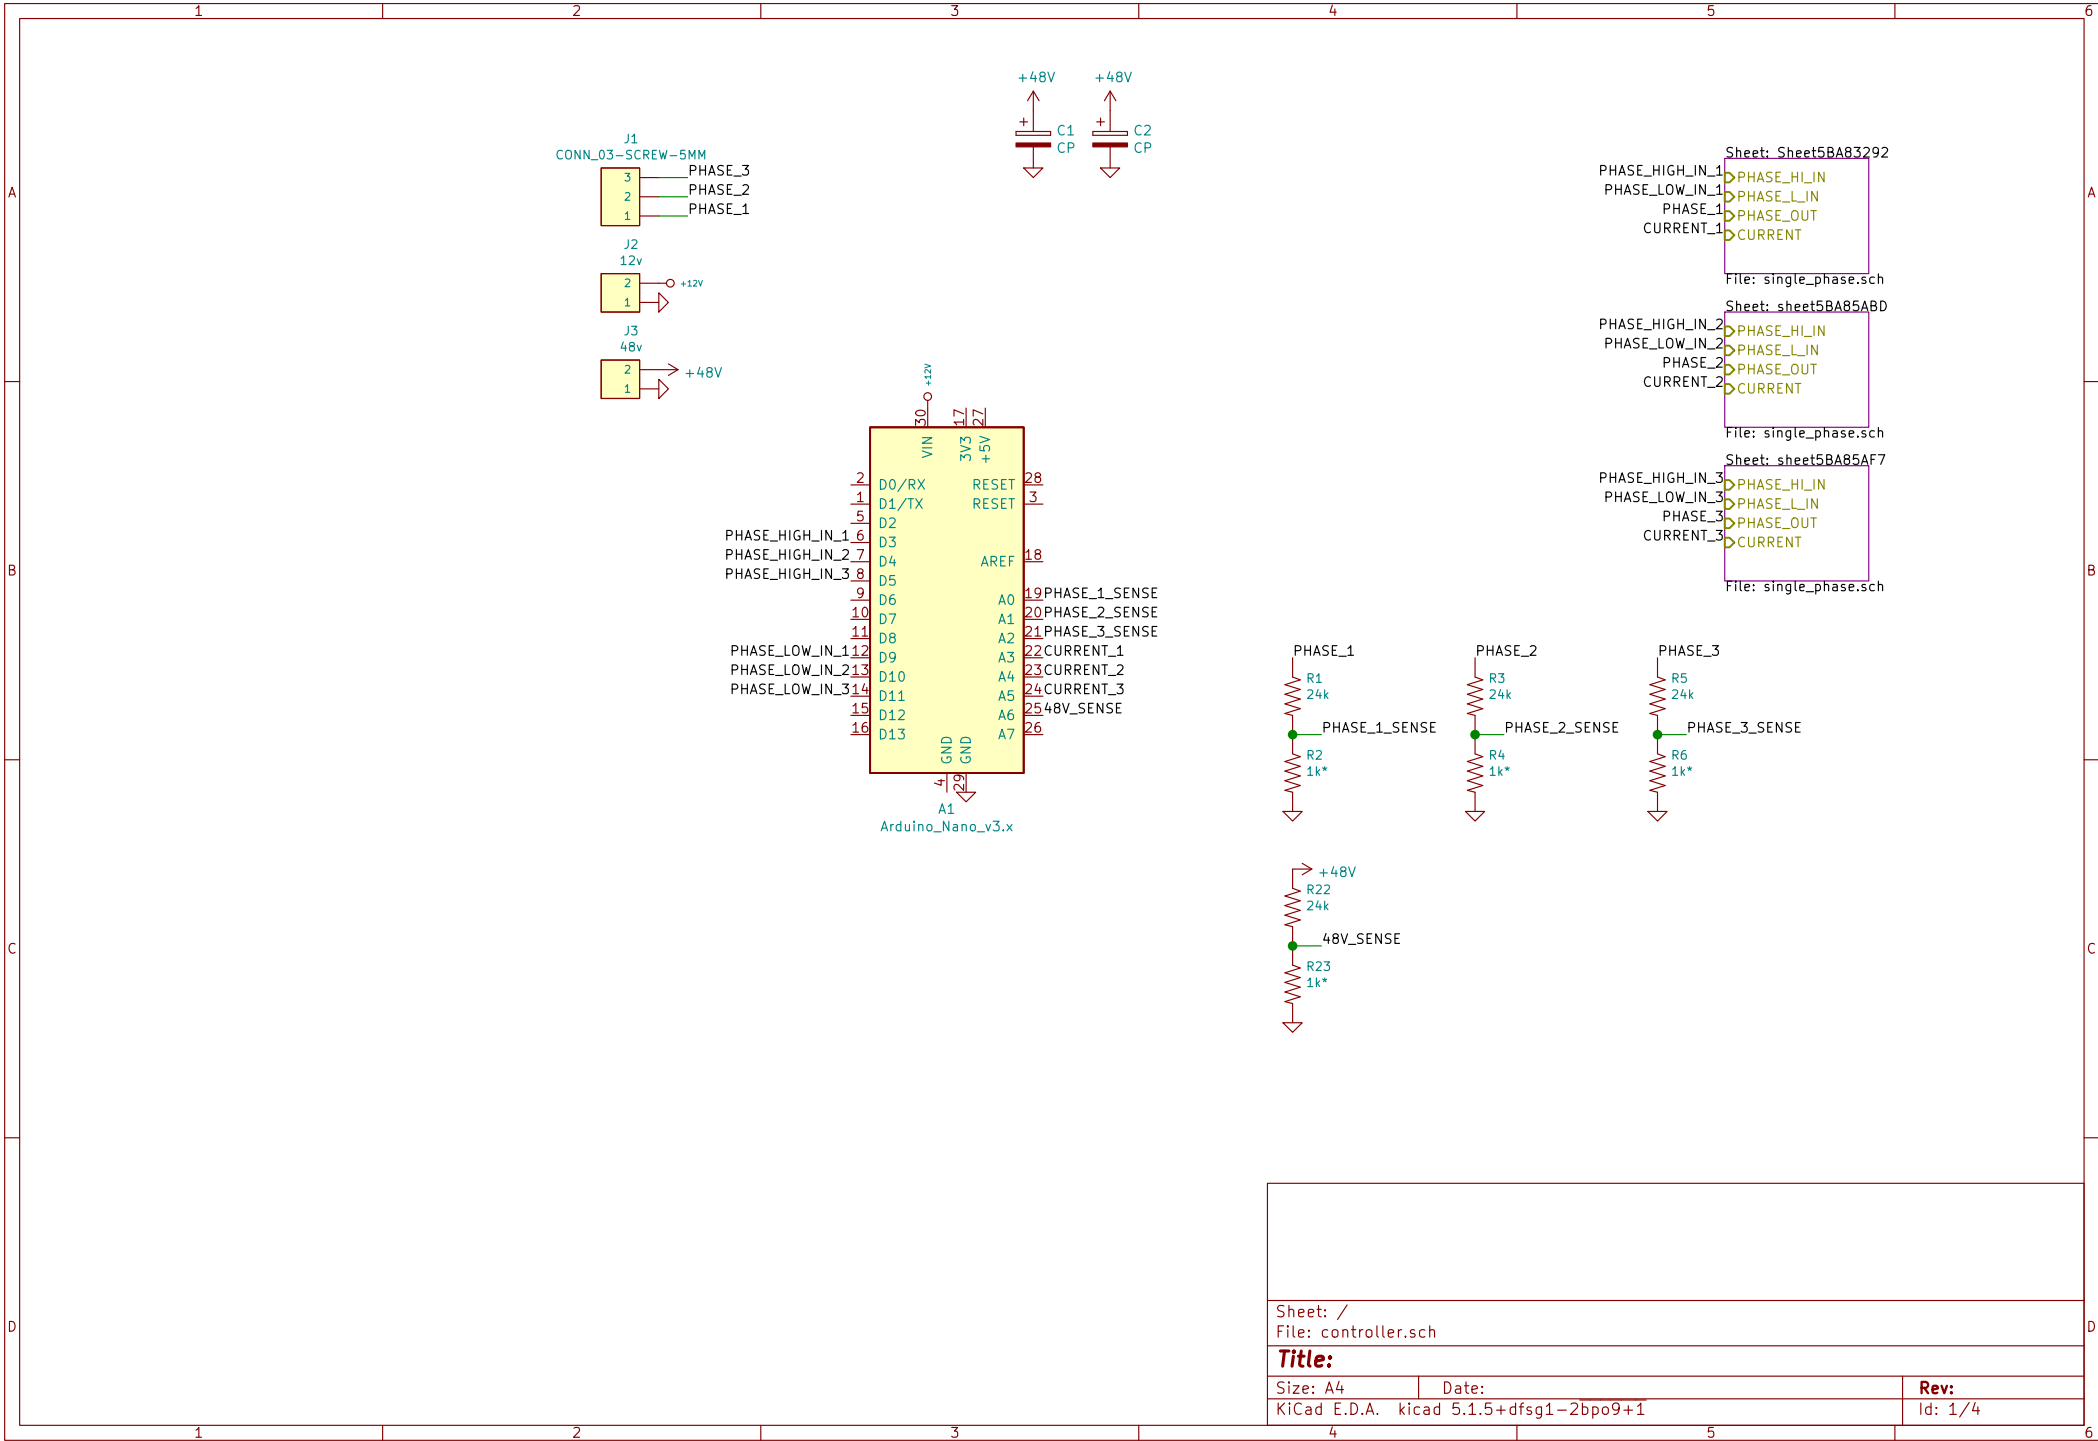 1 2 3 4 5 6
A
B
C
D
A
B
C
D
+48V +48V
+ C1
CP
+ C2
CP
J1
CONN_03-SCREW-5MM
3 PHASE_3
2 PHASE_2
1 PHASE_1
J2
12v
2 +12V
1
J3
48v
2 +48V
1
Sheet: Sheet5BA83292
PHASE_HIGH_IN_1 PHASE_HI_IN
PHASE_LOW_IN_1 PHASE_L_IN
PHASE_1 PHASE_OUT
CURRENT_1 CURRENT
File: single_phase.sch
Sheet: sheet5BA85ABD
PHASE_HIGH_IN_2 PHASE_HI_IN
PHASE_LOW_IN_2 PHASE_L_IN
PHASE_2 PHASE_OUT
CURRENT_2 CURRENT
File: single_phase.sch
Sheet: sheet5BA85AF7
PHASE_HIGH_IN_3 PHASE_HI_IN
PHASE_LOW_IN_3 PHASE_L_IN
PHASE_3 PHASE_OUT
CURRENT_3 CURRENT
File: single_phase.sch
+12V
30 17 27
VIN 3V3 +5V
2 D0/RX RESET 28
1 D1/TX RESET 3
5 D2
PHASE_HIGH_IN_1 6 D3
PHASE_HIGH_IN_2 7 D4 AREF 18
PHASE_HIGH_IN_3 8 D5
9 D6 A0 19 PHASE_1_SENSE
10 D7 A1 20 PHASE_2_SENSE
11 D8 A2 21 PHASE_3_SENSE
PHASE_LOW_IN_1 12 D9 A3 22 CURRENT_1
PHASE_LOW_IN_2 13 D10 A4 23 CURRENT_2
PHASE_LOW_IN_3 14 D11 A5 24 CURRENT_3
15 D12 A6 25 48V_SENSE
16 D13 A7 26
GND GND
4 29
A1
Arduino_Nano_v3.x
PHASE_1
R1
24k
PHASE_1_SENSE
R2
1k*
PHASE_2
R3
24k
PHASE_2_SENSE
R4
1k*
PHASE_3
R5
24k
PHASE_3_SENSE
R6
1k*
+48V
R22
24k
48V_SENSE
R23
1k*
Sheet: /
File: controller.sch
Title:
Size: A4 Date: Rev:
KiCad E.D.A. kicad 5.1.5+dfsg1-2bpo9+1 Id: 1/4
1 2 3 4 5 6